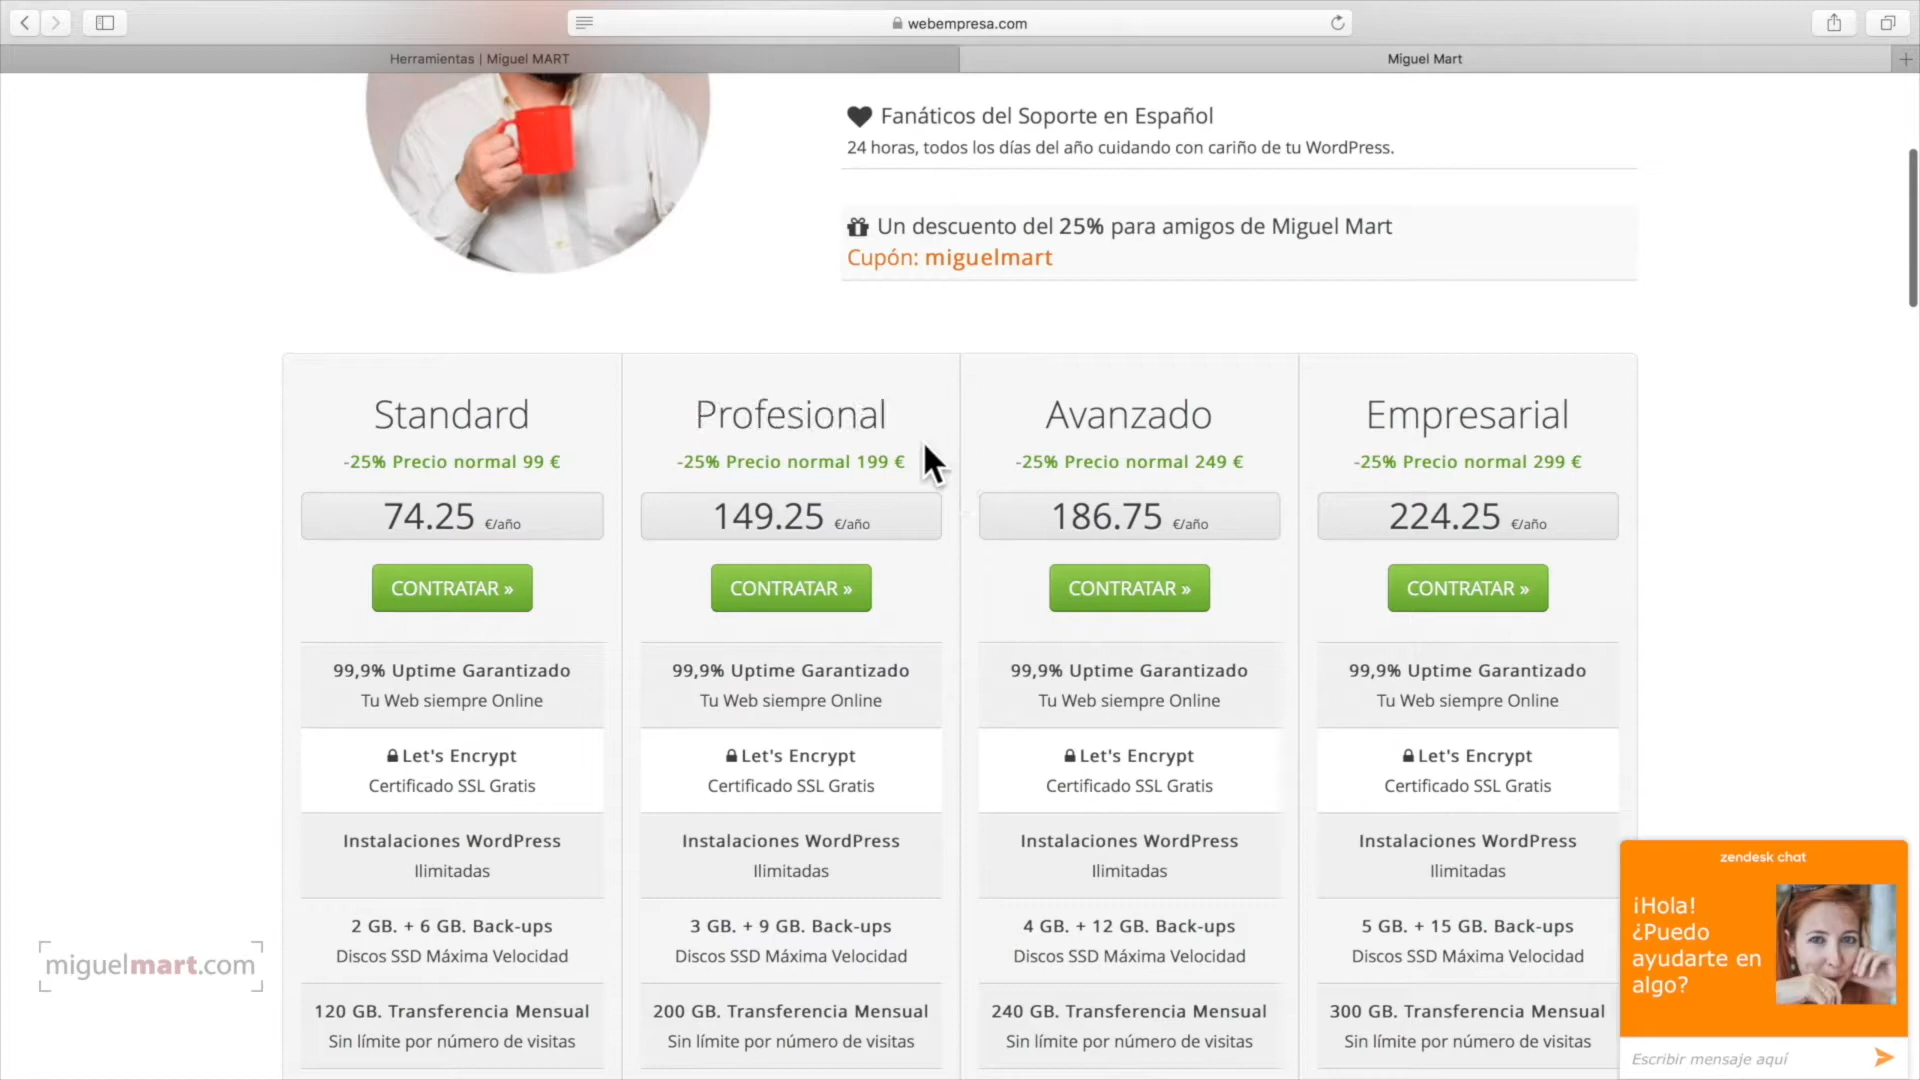 webempresa.com
Herramientas | Miguel MART
Miguel Mart
Fanáticos del Soporte en Español
24 horas, todos los días del año cuidando con cariño de tu WordPress.
Un descuento del 25% para amigos de Miguel Mart
Cupón: miguelmart
Standard
-25% Precio normal 99 €
74.25 €/año
CONTRATAR »
99,9% Uptime Garantizado
Tu Web siempre Online
Let's Encrypt
Certificado SSL Gratis
Instalaciones WordPress
Ilimitadas
2 GB. + 6 GB. Back-ups
Discos SSD Máxima Velocidad
120 GB. Transferencia Mensual
Sin límite por número de visitas
Profesional
-25% Precio normal 199 €
149.25 €/año
CONTRATAR »
99,9% Uptime Garantizado
Tu Web siempre Online
Let's Encrypt
Certificado SSL Gratis
Instalaciones WordPress
Ilimitadas
3 GB. + 9 GB. Back-ups
Discos SSD Máxima Velocidad
200 GB. Transferencia Mensual
Sin límite por número de visitas
Avanzado
-25% Precio normal 249 €
186.75 €/año
CONTRATAR »
99,9% Uptime Garantizado
Tu Web siempre Online
Let's Encrypt
Certificado SSL Gratis
Instalaciones WordPress
Ilimitadas
4 GB. + 12 GB. Back-ups
Discos SSD Máxima Velocidad
240 GB. Transferencia Mensual
Sin límite por número de visitas
Empresarial
-25% Precio normal 299 €
224.25 €/año
CONTRATAR »
99,9% Uptime Garantizado
Tu Web siempre Online
Let's Encrypt
Certificado SSL Gratis
Instalaciones WordPress
Ilimitadas
5 GB. + 15 GB. Back-ups
Discos SSD Máxima Velocidad
300 GB. Transferencia Mensual
Sin límite por número de visitas
miguelmart.com
zendesk chat
¡Hola!
¿Puedo
ayudarte en
algo?
Escribir mensaje aquí